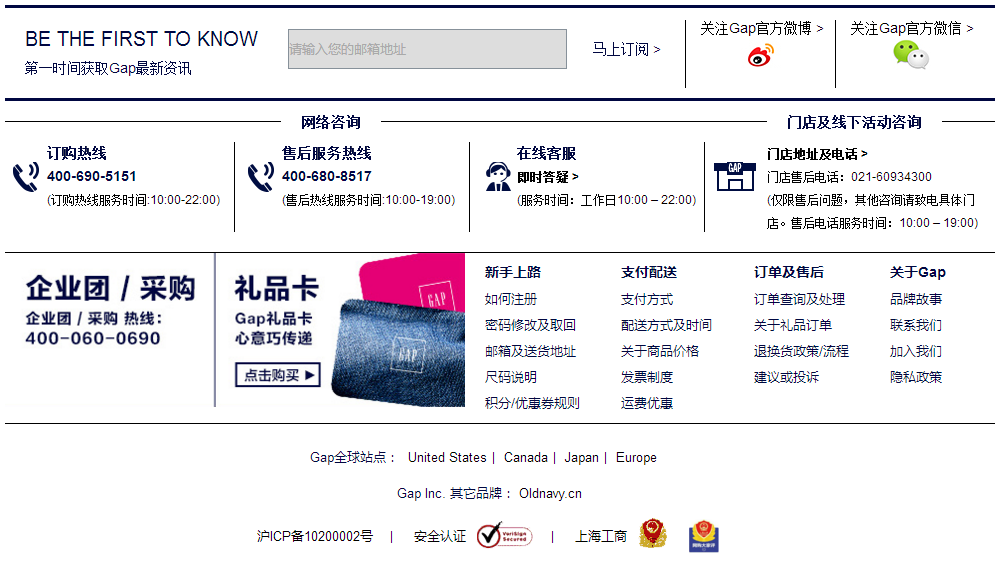 BE THE FIRST TO KNOW
第一时间获取Gap最新资讯
请输入您的邮箱地址
马上订阅 >
关注Gap官方微博 >
关注Gap官方微信 >
网络咨询
门店及线下活动咨询
订购热线
400-690-5151
(订购热线服务时间:10:00-22:00)
售后服务热线
400-680-8517
(售后热线服务时间:10:00-19:00)
在线客服
即时答疑 >
(服务时间：工作日10:00 – 22:00)
GAP
门店地址及电话 >
门店售后电话：021-60934300
(仅限售后问题，其他咨询请致电具体门
店。售后电话服务时间：10:00 – 19:00)
企业团 / 采购
企业团 / 采购 热线：
400-060-0690
礼品卡
Gap礼品卡
心意巧传递
点击购买 ▶
GAP
GAP
新手上路
如何注册
密码修改及取回
邮箱及送货地址
尺码说明
积分/优惠券规则
支付配送
支付方式
配送方式及时间
关于商品价格
发票制度
运费优惠
订单及售后
订单查询及处理
关于礼品订单
退换货政策/流程
建议或投诉
关于Gap
品牌故事
联系我们
加入我们
隐私政策
Gap全球站点： United States | Canada | Japan | Europe
Gap Inc. 其它品牌： Oldnavy.cn
沪ICP备10200002号 | 安全认证 VeriSign Secured | 上海工商